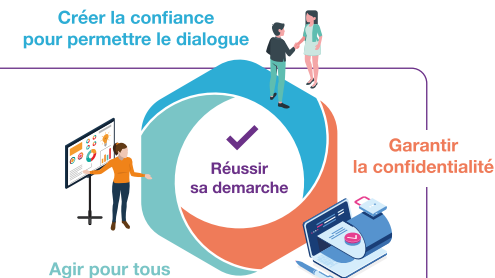 Créer la confiance
pour permettre le dialogue
Garantir
la confidentialité
Réussir
sa demarche
Agir pour tous